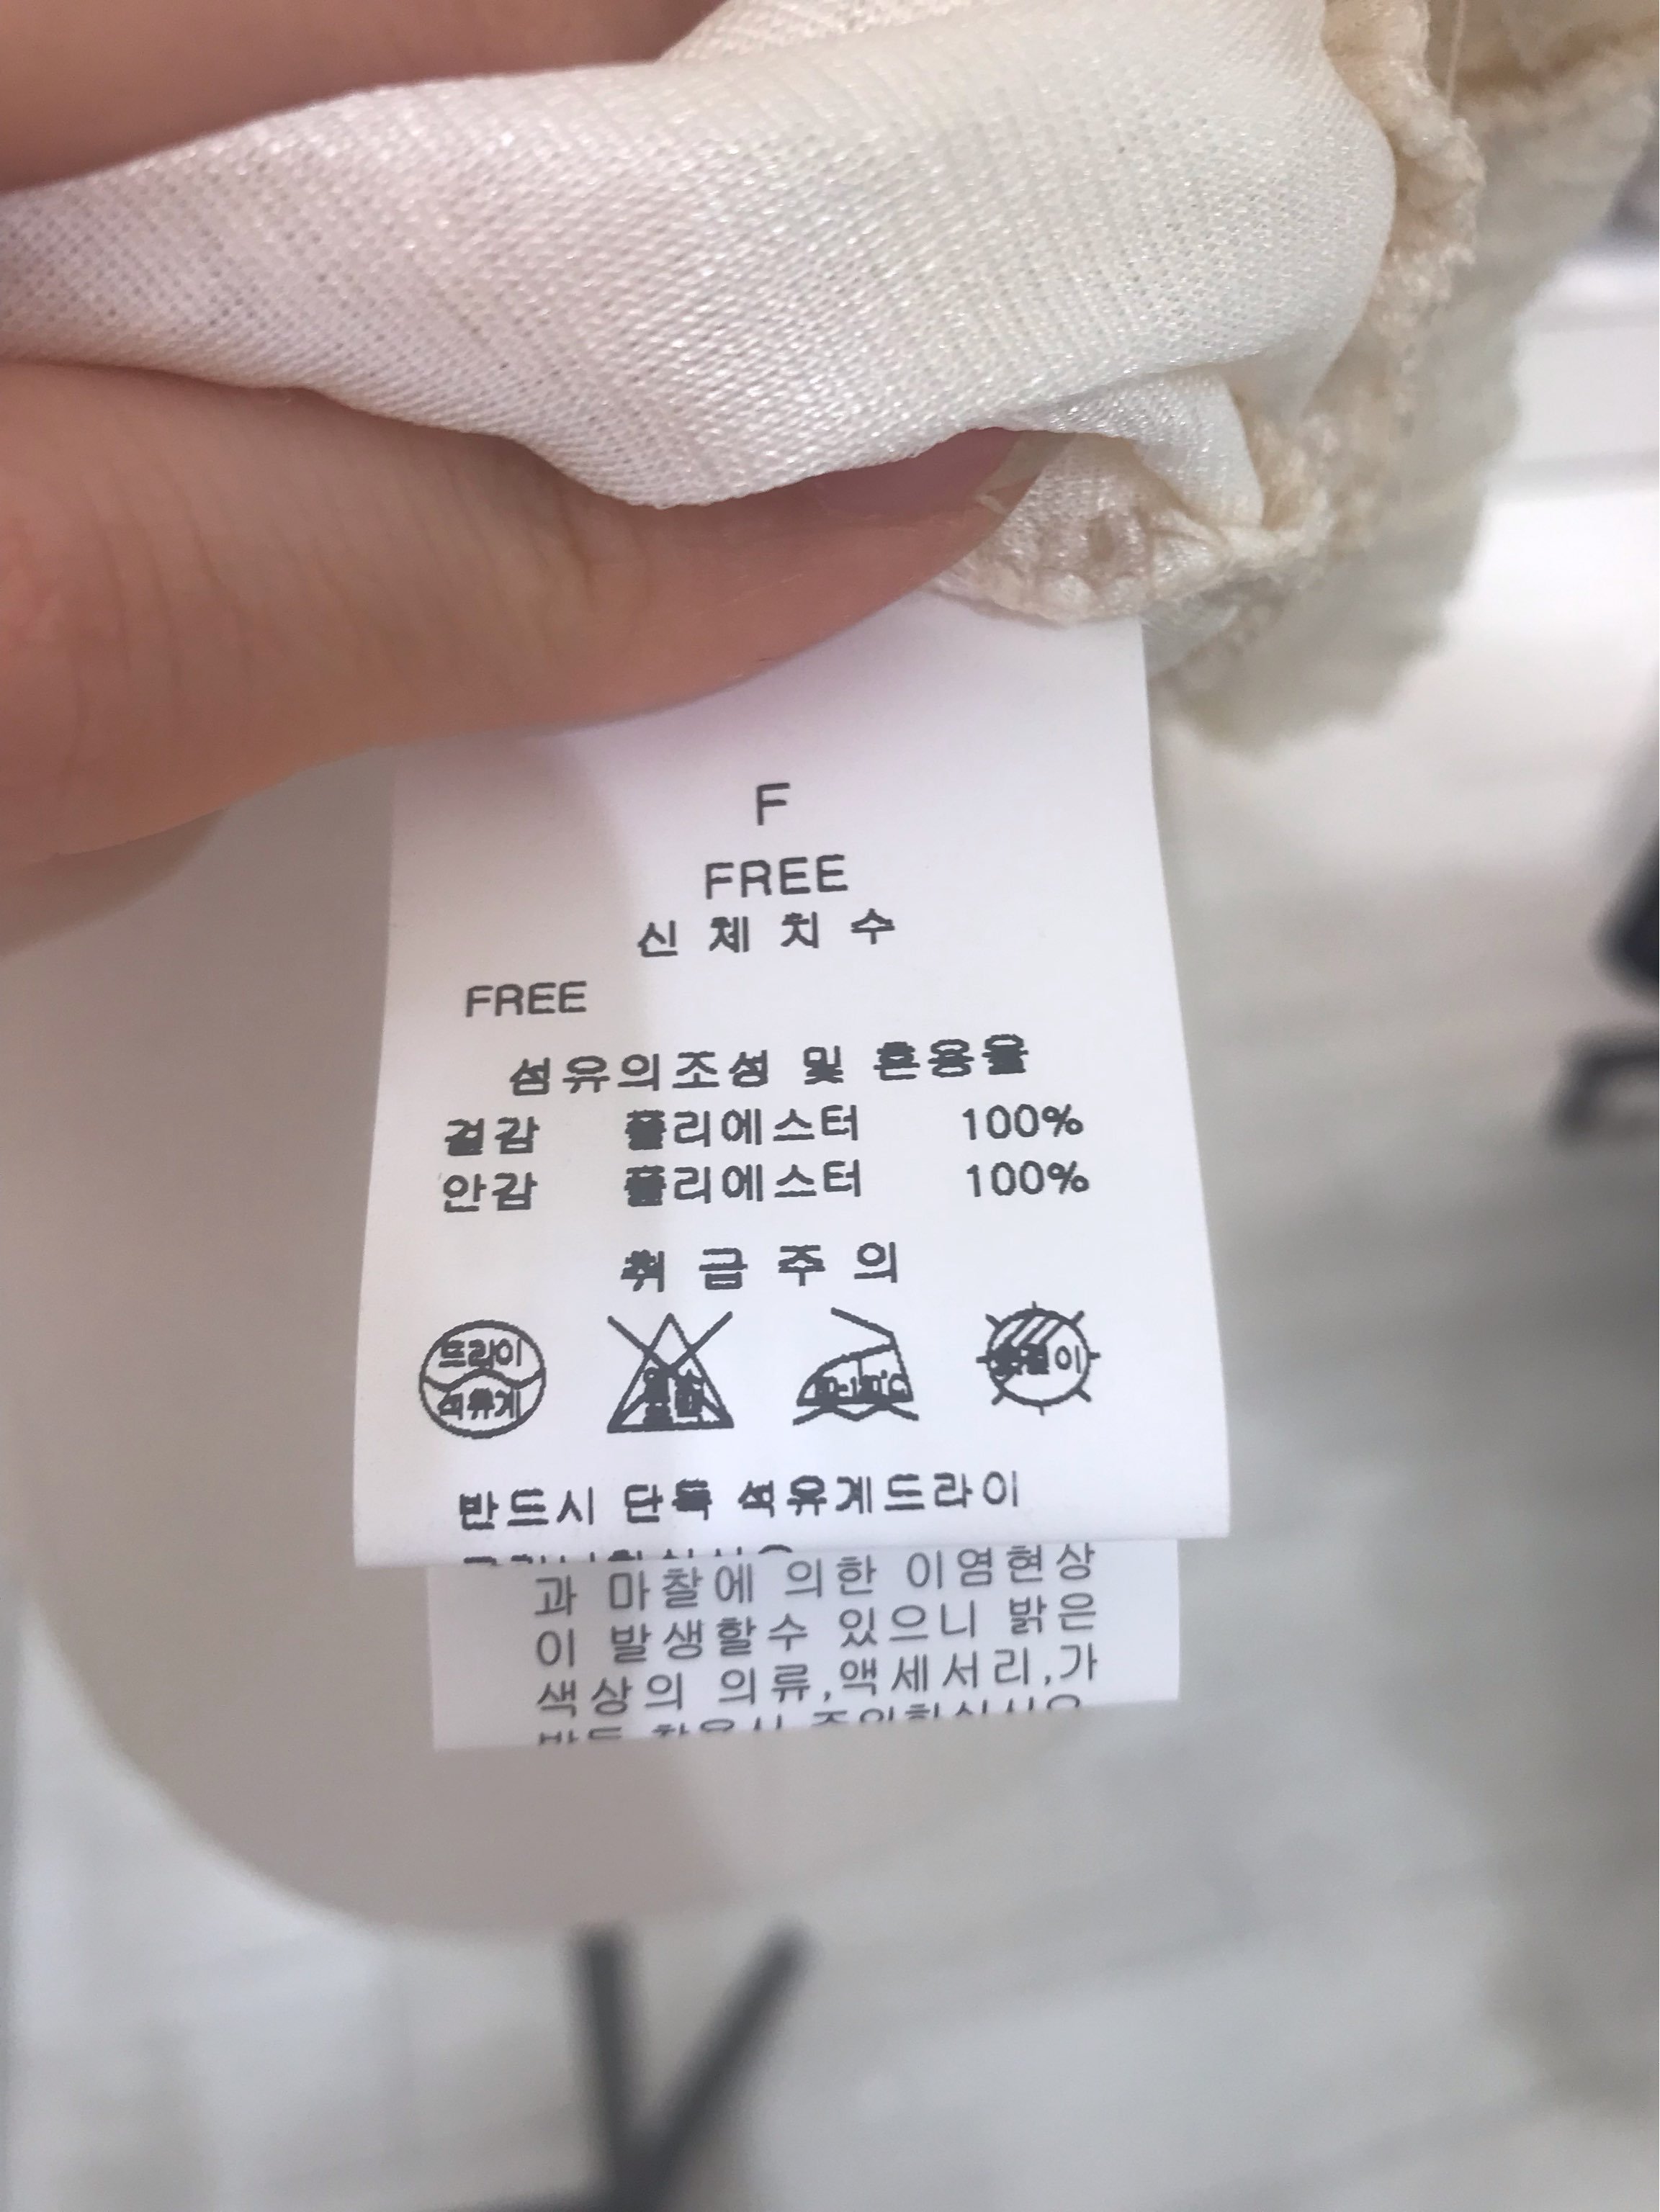 F
FREE
신 체 치 수
FREE
섬유의조성 및 혼용율
겉감 폴리에스터 100%
안감 폴리에스터 100%
취 급 주 의
드라이
석유계
옷걸이
반드시 단독 석유계드라이
과 마찰에 의한 이염현상
이 발생할수 있으니 밝은
색상의 의류,액세서리,가